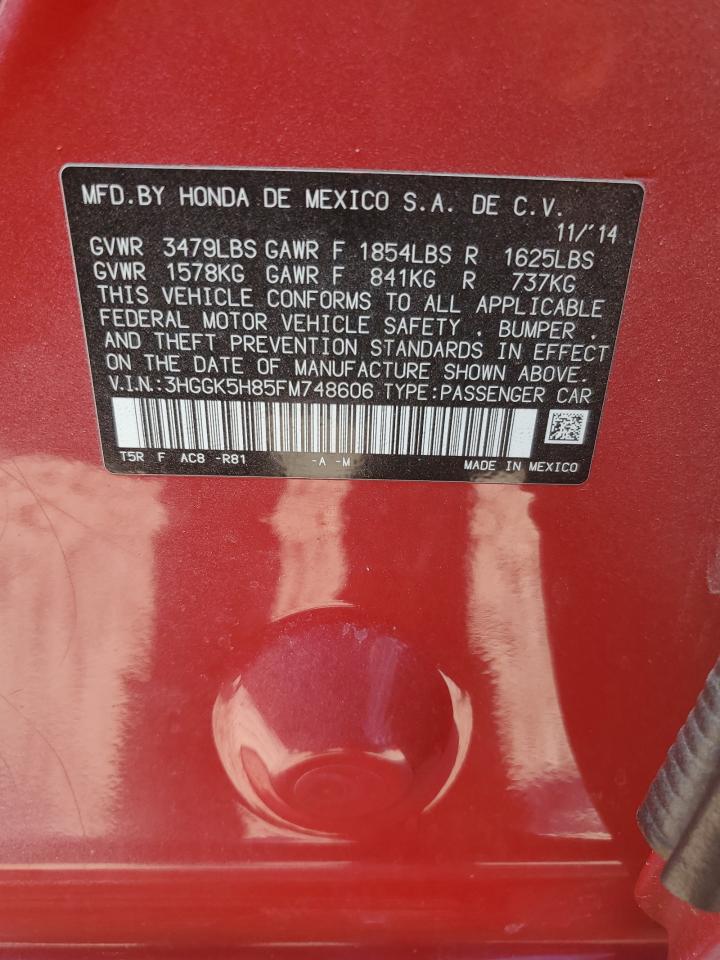 MFD.BY HONDA DE MEXICO S.A. DE C.V.
11/'14
GVWR 3479LBS GAWR F 1854LBS R 1625LBS
GVWR 1578KG GAWR F 841KG R 737KG
THIS VEHICLE CONFORMS TO ALL APPLICABLE
FEDERAL MOTOR VEHICLE SAFETY , BUMPER ,
AND THEFT PREVENTION STANDARDS IN EFFECT
ON THE DATE OF MANUFACTURE SHOWN ABOVE.
V.I.N.:3HGGK5H85FM748606 TYPE:PASSENGER CAR
T5R F AC8 -R81 -A -M MADE IN MEXICO